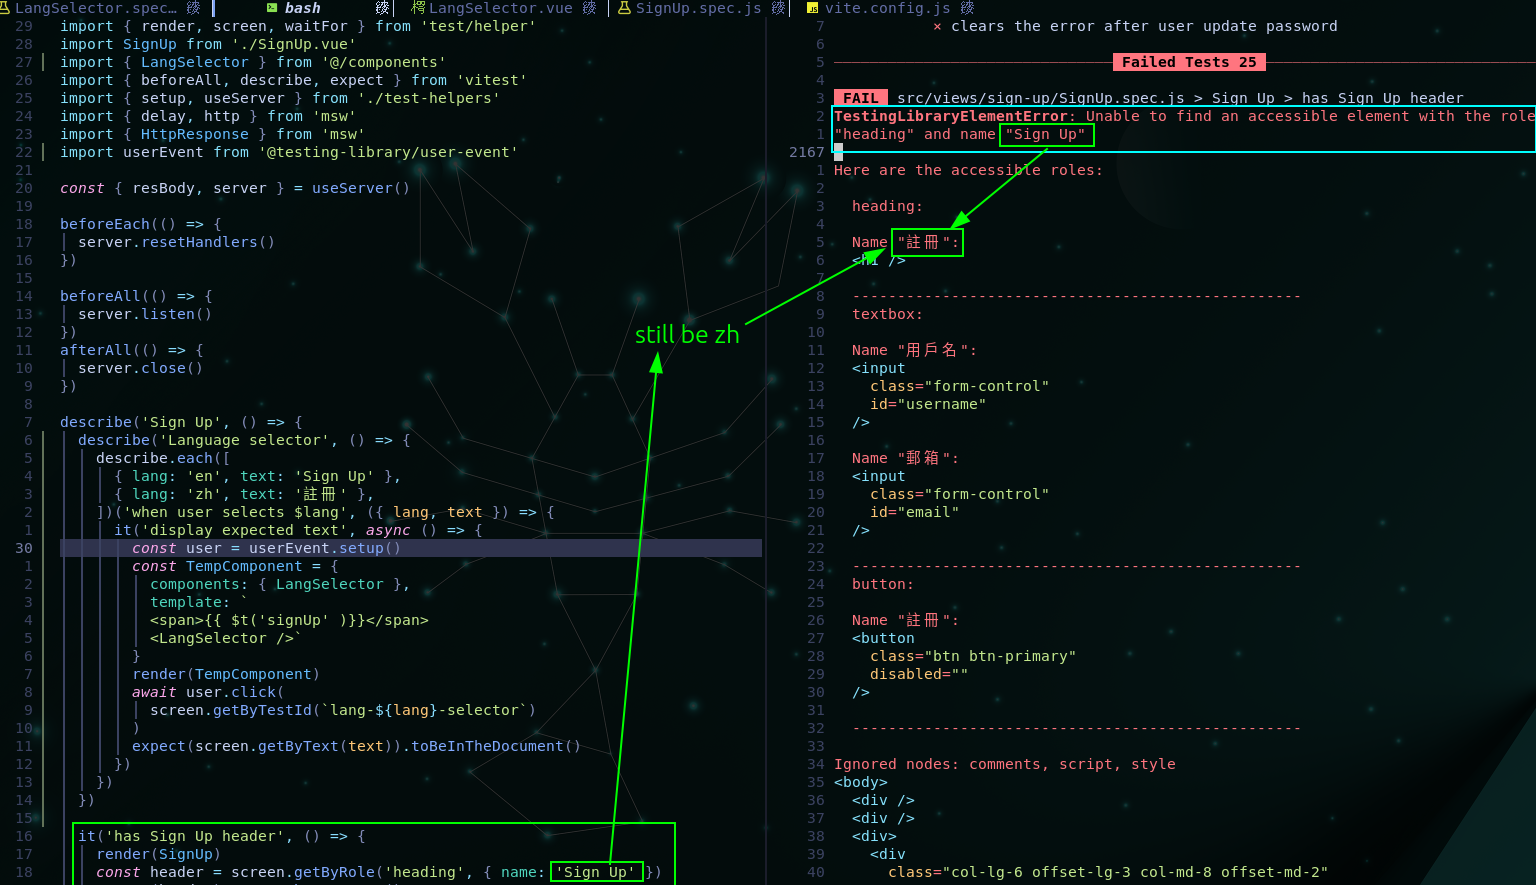 LangSelector.spec… bash LangSelector.vue SignUp.spec.js JS vite.config.js
29 import { render, screen, waitFor } from 'test/helper'
28 import SignUp from './SignUp.vue'
27 import { LangSelector } from '@/components'
26 import { beforeAll, describe, expect } from 'vitest'
25 import { setup, useServer } from './test-helpers'
24 import { delay, http } from 'msw'
23 import { HttpResponse } from 'msw'
22 import userEvent from '@testing-library/user-event'
21
20 const { resBody, server } = useServer()
19
18 beforeEach(() => {
17 server.resetHandlers()
16 })
15
14 beforeAll(() => {
13 server.listen()
12 })
11 afterAll(() => {
10 server.close()
9 })
8
7 describe('Sign Up', () => {
6 describe('Language selector', () => {
5 describe.each([
4 { lang: 'en', text: 'Sign Up' },
3 { lang: 'zh', text: '註冊' },
2 ])('when user selects $lang', ({ lang, text }) => {
1 it('display expected text', async () => {
30 const user = userEvent.setup()
1 const TempComponent = {
2 components: { LangSelector },
3 template: `
4 <span>{{ $t('signUp' )}}</span>
5 <LangSelector />`
6 }
7 render(TempComponent)
8 await user.click(
9 screen.getByTestId(`lang-${lang}-selector`)
10 )
11 expect(screen.getByText(text)).toBeInTheDocument()
12 })
13 })
14 })
15
16 it('has Sign Up header', () => {
17 render(SignUp)
18 const header = screen.getByRole('heading', { name: 'Sign Up' })
still be zh
7 × clears the error after user update password
6
5 Failed Tests 25
4
3 FAIL src/views/sign-up/SignUp.spec.js > Sign Up > has Sign Up header
2 TestingLibraryElementError: Unable to find an accessible element with the role
1 "heading" and name "Sign Up"
2167
1 Here are the accessible roles:
2
3 heading:
4
5 Name "註冊":
6 <h1 />
7
8 --------------------------------------------------
9 textbox:
10
11 Name "用戶名":
12 <input
13 class="form-control"
14 id="username"
15 />
16
17 Name "郵箱":
18 <input
19 class="form-control"
20 id="email"
21 />
22
23 --------------------------------------------------
24 button:
25
26 Name "註冊":
27 <button
28 class="btn btn-primary"
29 disabled=""
30 />
31
32 --------------------------------------------------
33
34 Ignored nodes: comments, script, style
35 <body>
36 <div />
37 <div />
38 <div>
39 <div
40 class="col-lg-6 offset-lg-3 col-md-8 offset-md-2"